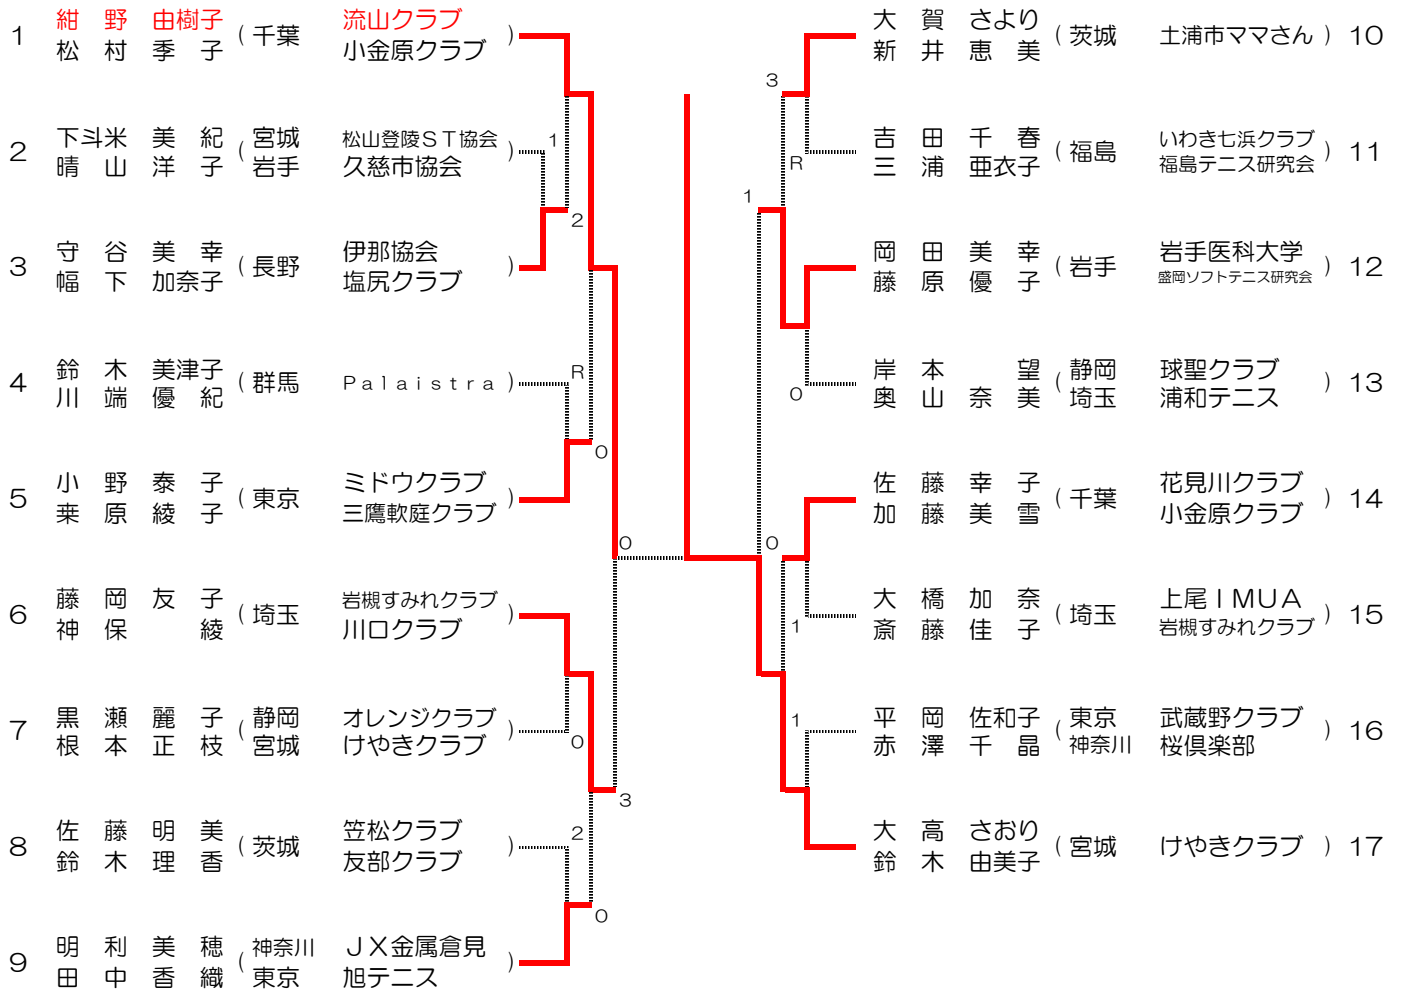 1 紺野 由樹子 (千葉 流山クラブ )
松村 季子 小金原クラブ
2 下斗米 美紀 (宮城 松山登陵ST協会 )
晴山 洋子 岩手 久慈市協会
3 守谷 美幸 (長野 伊那協会 )
幅下 加奈子 塩尻クラブ
4 鈴木 美津子 (群馬 Palaistra )
川端 優紀
5 小野 泰子 (東京 ミドウクラブ )
桒原 綾子 三鷹軟庭クラブ
6 藤岡 友子 (埼玉 岩槻すみれクラブ )
神保 綾 川口クラブ
7 黒瀬 麗子 (静岡 オレンジクラブ )
根本 正枝 宮城 けやきクラブ
8 佐藤 明美 (茨城 笠松クラブ )
鈴木 理香 友部クラブ
9 明利 美穂 (神奈川 JX金属倉見 )
田中 香織 東京 旭テニス
1
2
R
0
0
0
3
2
0
3
R
1
0
0
1
1
大賀 さより (茨城 土浦市ママさん ) 10
新井 恵美
吉田 千春 (福島 いわき七浜クラブ ) 11
三浦 亜衣子 福島テニス研究会
岡田 美幸 (岩手 岩手医科大学 ) 12
藤原 優子 盛岡ソフトテニス研究会
岸本 望 (静岡 球聖クラブ ) 13
奥山 奈美 埼玉 浦和テニス
佐藤 幸子 (千葉 花見川クラブ ) 14
加藤 美雪 小金原クラブ
大橋 加奈 (埼玉 上尾IMUA ) 15
斎藤 佳子 岩槻すみれクラブ
平岡 佐和子 (東京 武蔵野クラブ ) 16
赤澤 千晶 神奈川 桜倶楽部
大高 さおり (宮城 けやきクラブ ) 17
鈴木 由美子